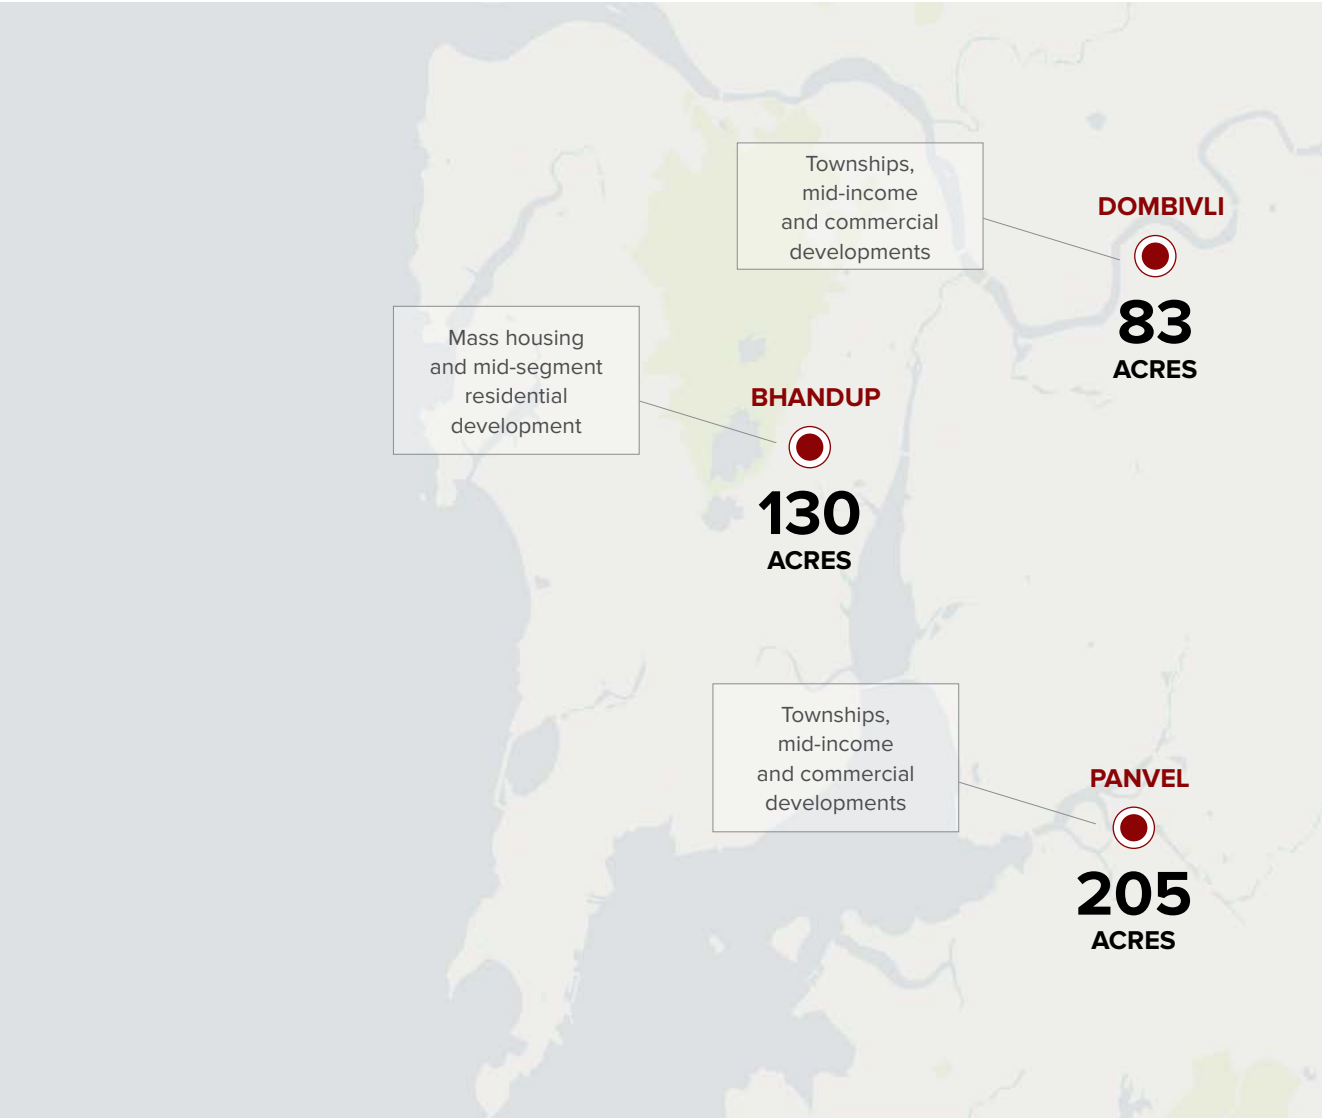 Townships,
mid-income
and commercial
developments
DOMBIVLI
83
ACRES
Mass housing
and mid-segment
residential
development
BHANDUP
130
ACRES
Townships,
mid-income
and commercial
developments
PANVEL
205
ACRES